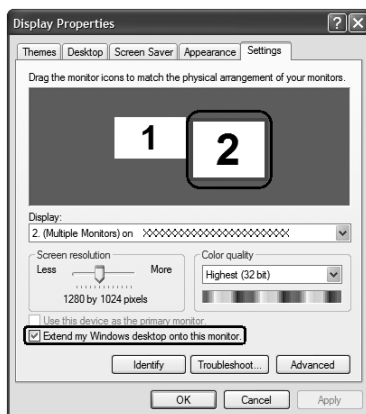 Display Properties
Themes Desktop Screen Saver Appearance Settings
Drag the monitor icons to match the physical arrangement of your monitors.
1 2
Display:
2. (Multiple Monitors) on XXXXXXXXXXXXXXXXXXXXXXXX
Screen resolution Color quality
Less More Highest (32 bit)
1280 by 1024 pixels
Use this device as the primary monitor.
Extend my Windows desktop onto this monitor.
Identify Troubleshoot... Advanced
OK Cancel Apply